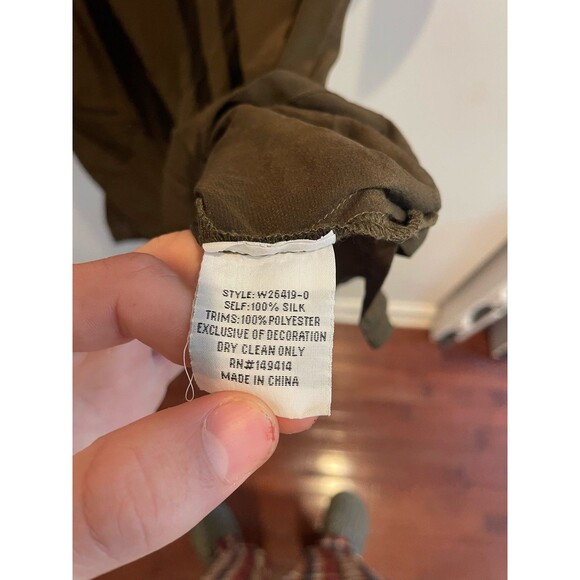 STYLE: W26419-0
SELF: 100% SILK
TRIMS: 100% POLYESTER
EXCLUSIVE OF DECORATION
DRY CLEAN ONLY
RN#149414
MADE IN CHINA